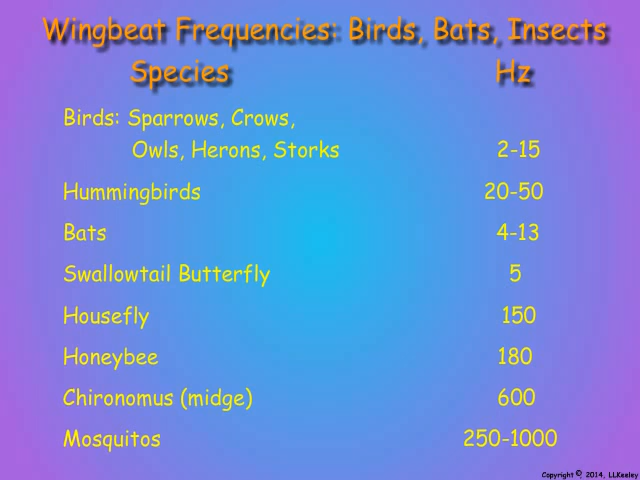 Wingbeat Frequencies: Birds, Bats, Insects
Species Hz
Birds: Sparrows, Crows,
Owls, Herons, Storks 2-15
Hummingbirds 20-50
Bats 4-13
Swallowtail Butterfly 5
Housefly 150
Honeybee 180
Chironomus (midge) 600
Mosquitos 250-1000
Copyright © 2014, LLKeeley